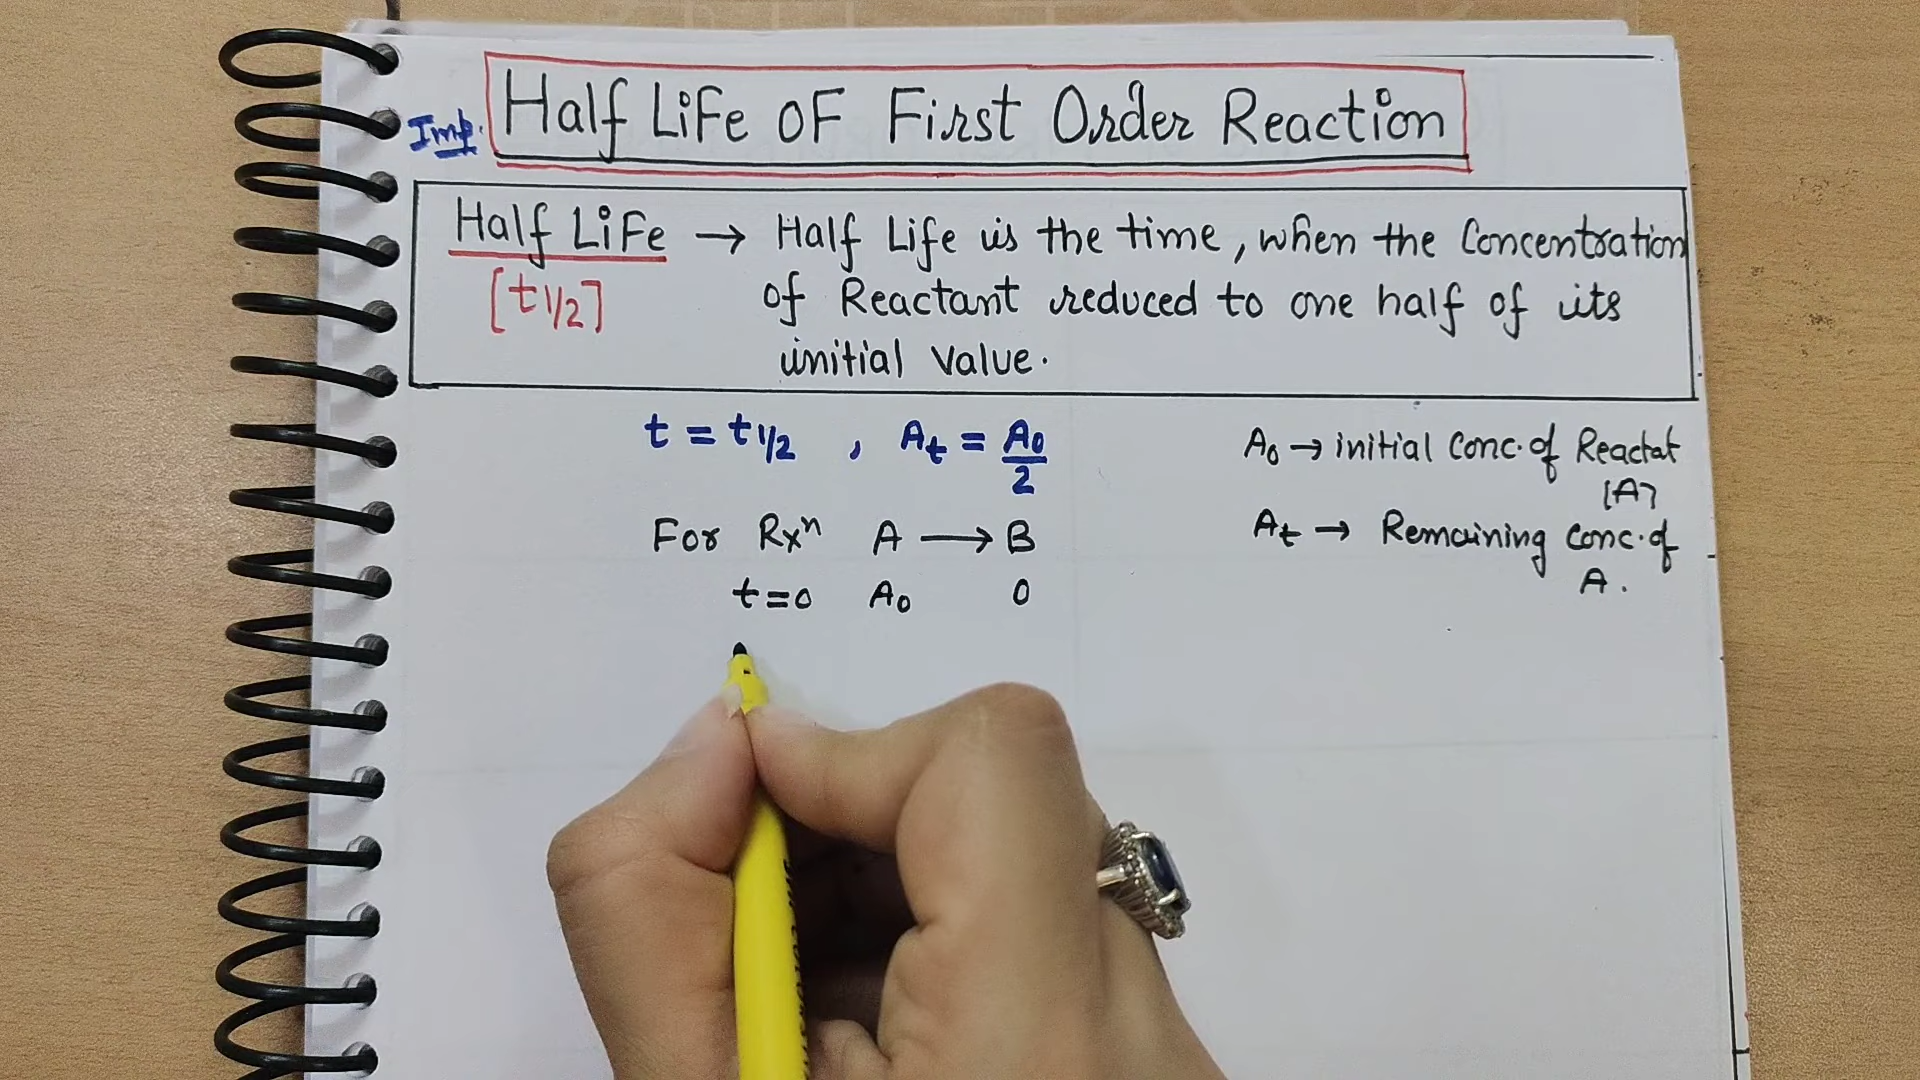 Imp. Half Life OF First Order Reaction
Half Life → Half Life is the time, when the Concentration
[t1/2] of Reactant reduced to one half of its
initial value.
t = t1/2 , At = A0/2
A0 → initial Conc. of Reactat
[A]
For Rxⁿ A ⟶ B
At → Remaining Conc. of
A.
t=0 A0 0